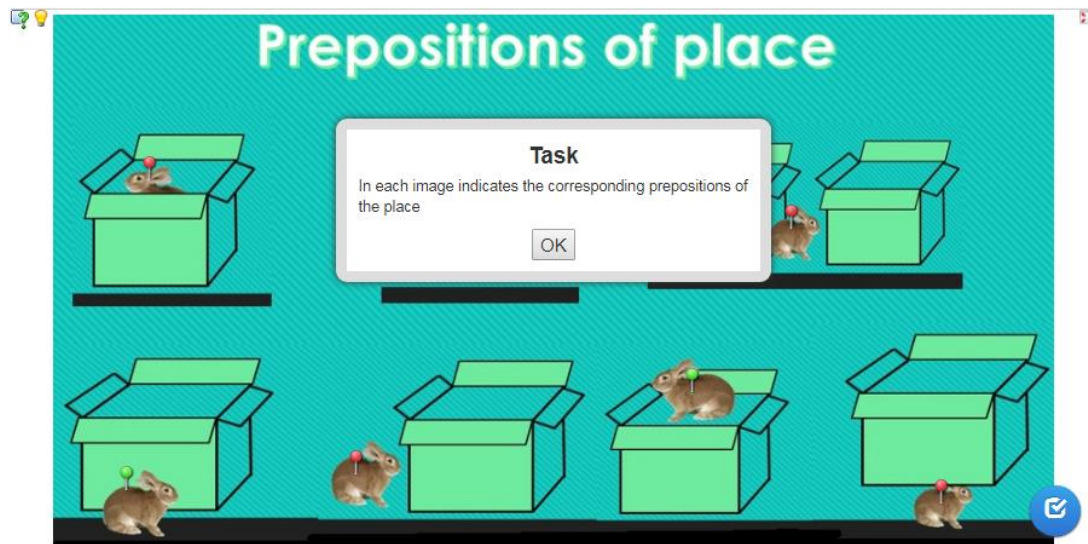 Prepositions of place
Task
In each image indicates the corresponding prepositions of
the place
OK